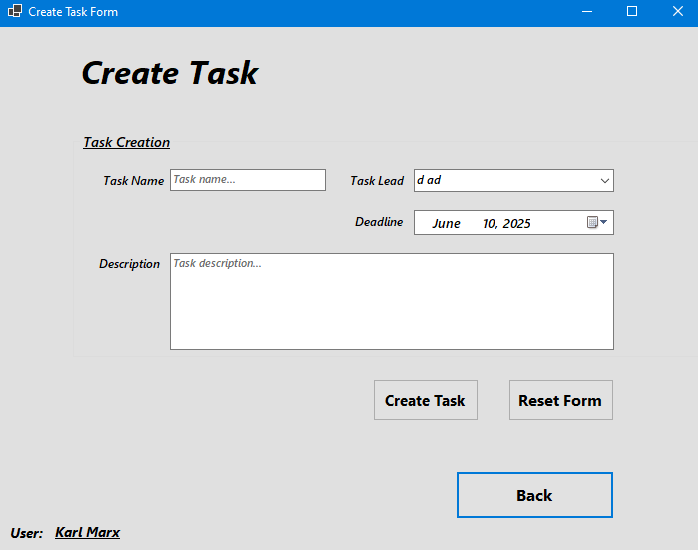 Create Task Form
Create Task
Task Creation
Task Name Task name... Task Lead d ad
Deadline June 10, 2025
Description Task description...
Create Task Reset Form
Back
User: Karl Marx